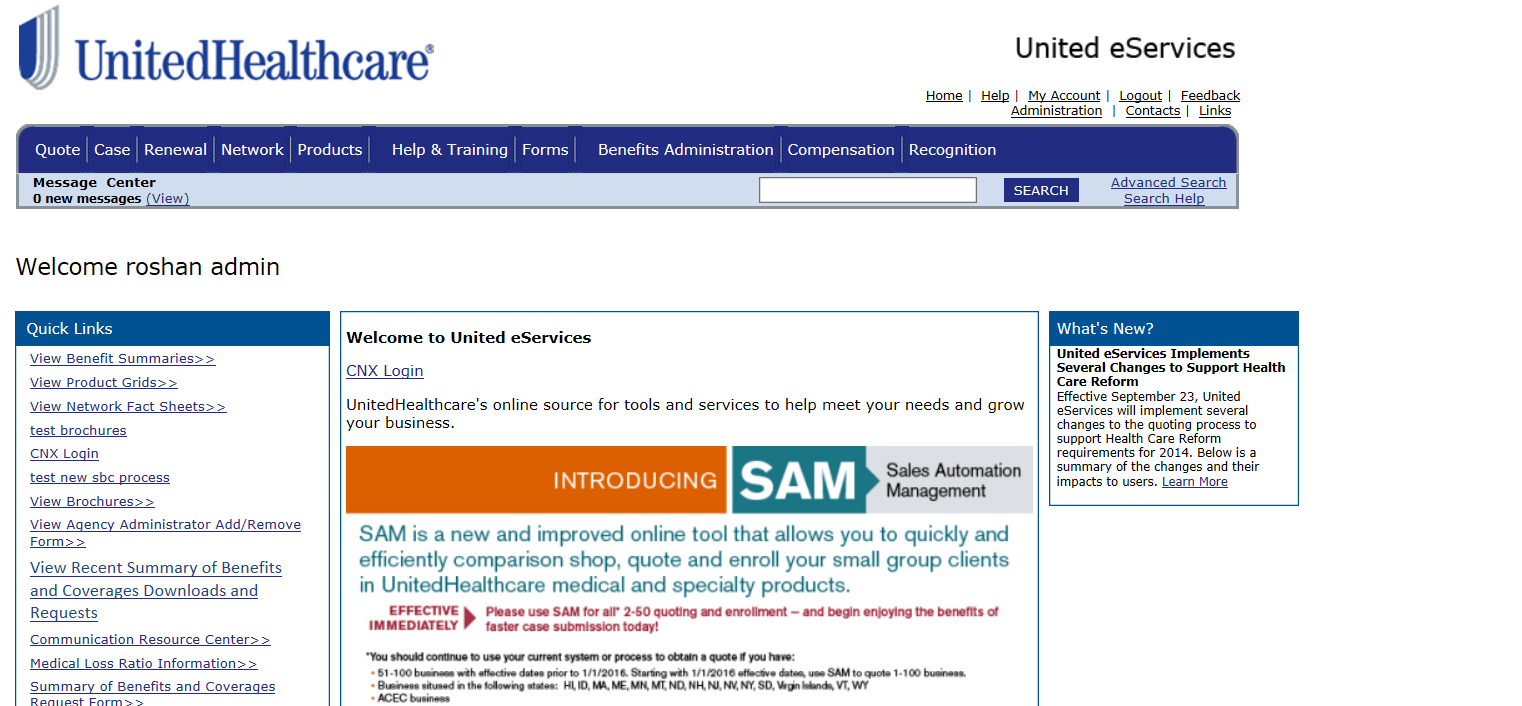 UnitedHealthcare®
United eServices
Home | Help | My Account | Logout | Feedback
Administration | Contacts | Links
Quote Case Renewal Network Products Help & Training Forms Benefits Administration Compensation Recognition
Message Center
0 new messages (View)
SEARCH
Advanced Search
Search Help
Welcome roshan admin
Quick Links
View Benefit Summaries>>
View Product Grids>>
View Network Fact Sheets>>
test brochures
CNX Login
test new sbc process
View Brochures>>
View Agency Administrator Add/Remove
Form>>
View Recent Summary of Benefits
and Coverages Downloads and
Requests
Communication Resource Center>>
Medical Loss Ratio Information>>
Summary of Benefits and Coverages
Request Form>>
Welcome to United eServices
CNX Login
UnitedHealthcare's online source for tools and services to help meet your needs and grow
your business.
INTRODUCING SAM Sales Automation
Management
SAM is a new and improved online tool that allows you to quickly and
efficiently comparison shop, quote and enroll your small group clients
in UnitedHealthcare medical and specialty products.
EFFECTIVE
IMMEDIATELY
Please use SAM for all* 2-50 quoting and enrollment – and begin enjoying the benefits of
faster case submission today!
*You should continue to use your current system or process to obtain a quote if you have:
• 51-100 business with effective dates prior to 1/1/2016. Starting with 1/1/2016 effective dates, use SAM to quote 1-100 business.
• Business sitused in the following states: HI, ID, MA, ME, MN, MT, ND, NH, NJ, NV, NY, SD, Virgin Islands, VT, WY
• ACEC business
What's New?
United eServices Implements
Several Changes to Support Health
Care Reform
Effective September 23, United
eServices will implement several
changes to the quoting process to
support Health Care Reform
requirements for 2014. Below is a
summary of the changes and their
impacts to users. Learn More